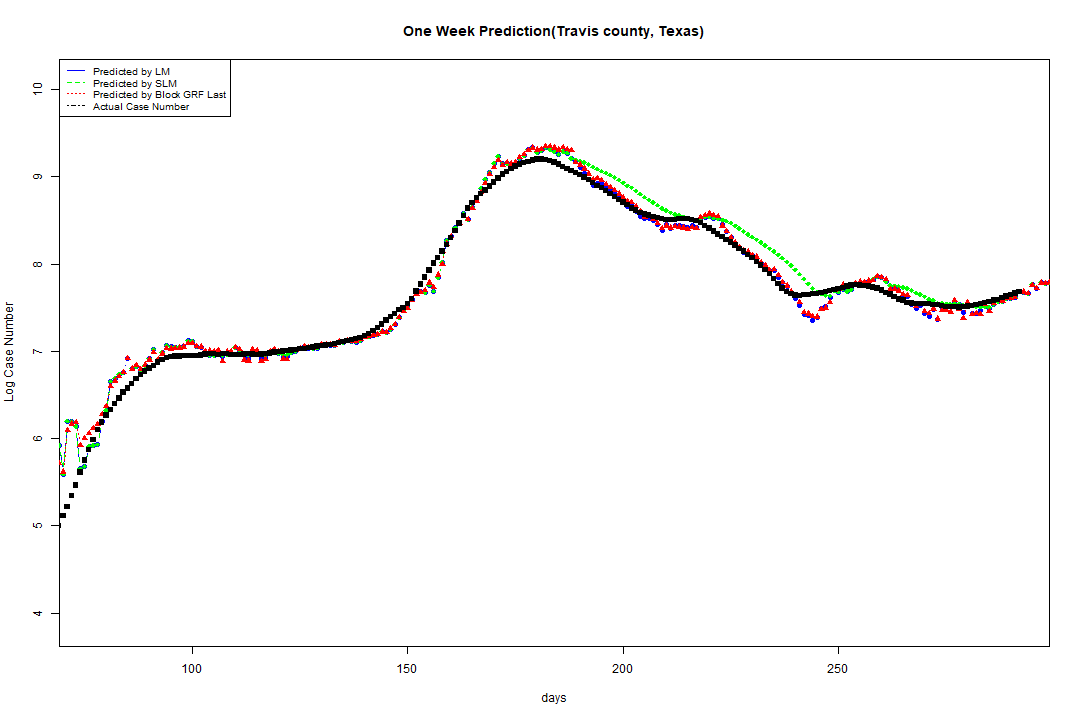 One Week Prediction(Travis county, Texas)
Predicted by LM
Predicted by SLM
Predicted by Block GRF Last
Actual Case Number
10
9
8
7
6
5
4
Log Case Number
100 150 200 250
days